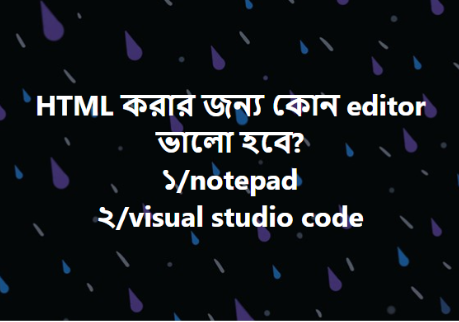 HTML করার জন্য কোন editor
ভালো হবে?
১/notepad
২/visual studio code